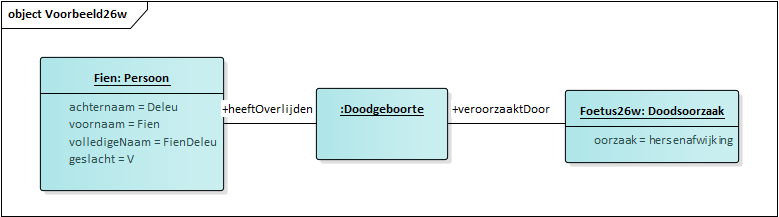 object Voorbeeld26w
Fien: Persoon
achternaam = Deleu
voornaam = Fien
volledigeNaam = FienDeleu
geslacht = V
+heeftOverlijden
:Doodgeboorte
+veroorzaaktDoor
Foetus26w: Doodsoorzaak
oorzaak = hersenafwijking